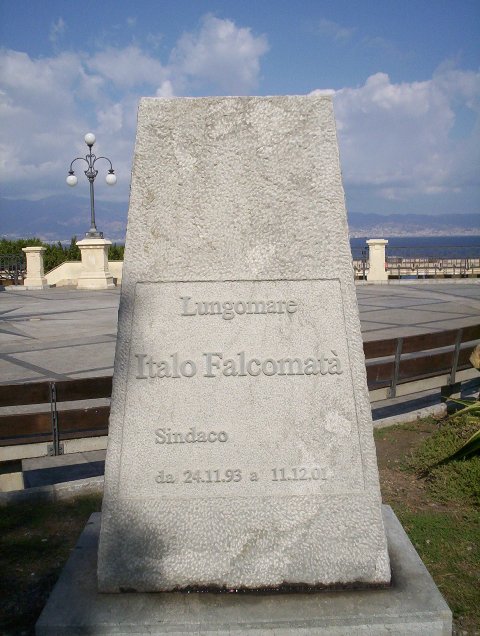 Lungomare
Italo Falcomatà
Sindaco
da 24.11.93 a 11.12.01